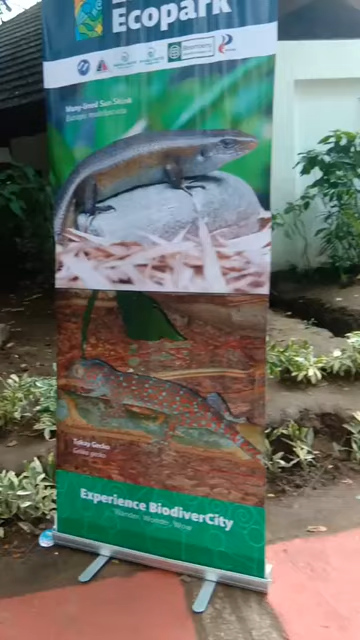 Ecopark
Many-lined Sun Skink
Eutropis multifasciata
Tokay Gecko
Gekko gecko
Experience BiodiverCity
Wander, Wonder, Wow!